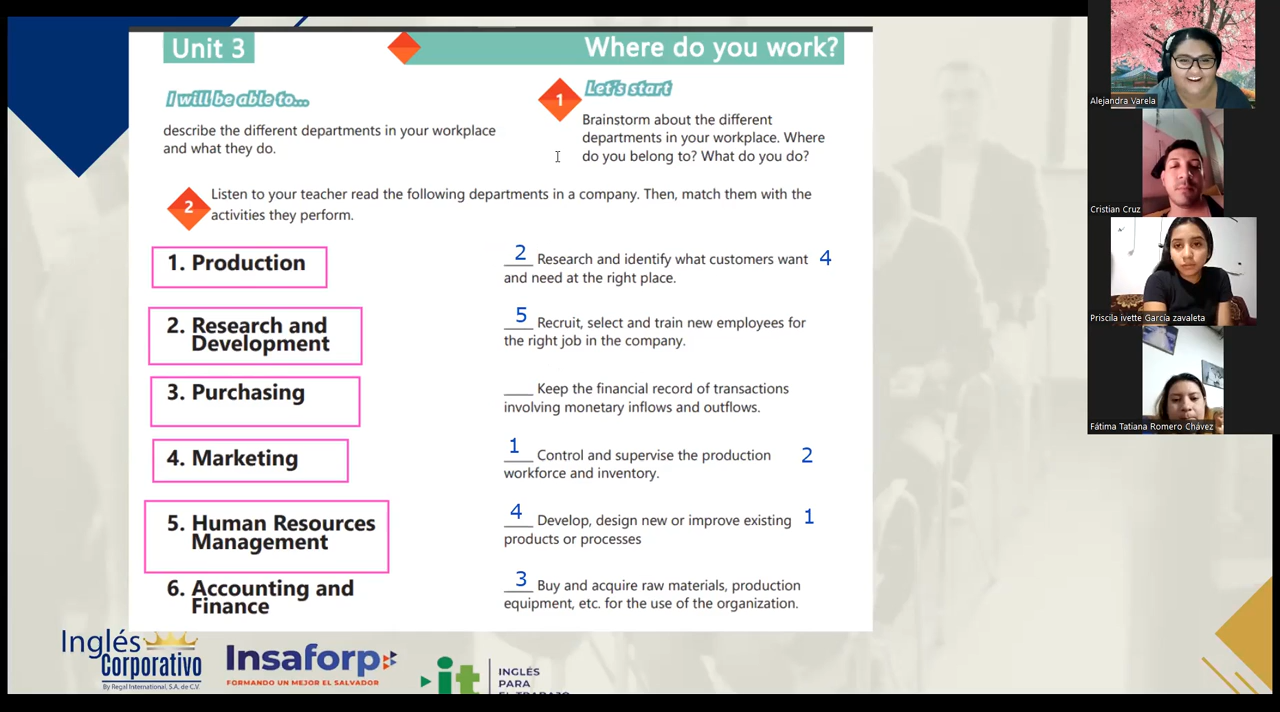 Unit 3
Where do you work?
I will be able to...
describe the different departments in your workplace
and what they do.
1
Let's start
Brainstorm about the different
departments in your workplace. Where
do you belong to? What do you do?
2
Listen to your teacher read the following departments in a company. Then, match them with the
activities they perform.
1. Production
2. Research and
Development
3. Purchasing
4. Marketing
5. Human Resources
Management
6. Accounting and
Finance
2 Research and identify what customers want 4
and need at the right place.
5 Recruit, select and train new employees for
the right job in the company.
____ Keep the financial record of transactions
involving monetary inflows and outflows.
1 Control and supervise the production 2
workforce and inventory.
4 Develop, design new or improve existing 1
products or processes
3 Buy and acquire raw materials, production
equipment, etc. for the use of the organization.
Inglés
Corporativo
By Regal International, S.A. de C.V.
Insaforp
FORMANDO UN MEJOR EL SALVADOR
it
INGLÉS
PARA
EL TRABAJO
Alejandra Varela
Cristian Cruz
Priscila ivette García zavaleta
Fátima Tatiana Romero Chávez